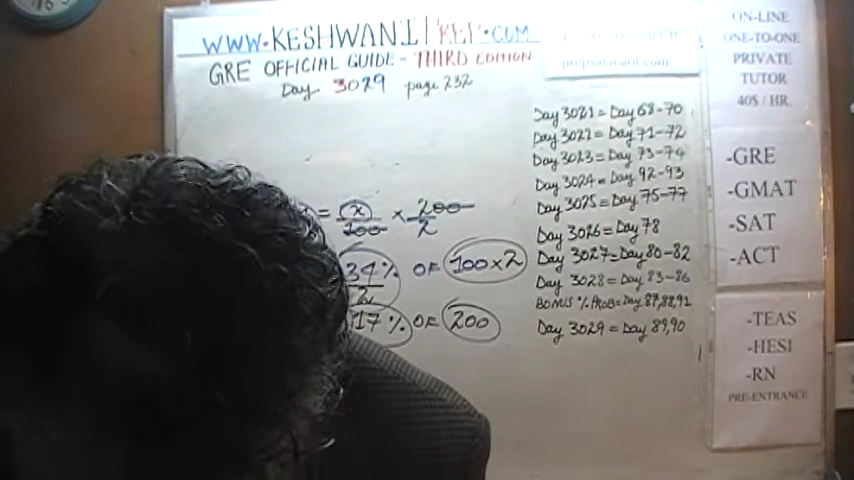 WWW.KESHWANI PREP.COM
GRE OFFICIAL GUIDE - THIRD EDITION
Day 3029 page 232
= x/100 × 200/2
34%/2 OF 100×2
17% OF 200
Day 3021 = Day 68-70
Day 3022 = Day 71-72
Day 3023 = Day 73-74
Day 3024 = Day 92-93
Day 3025 = Day 75-77
Day 3026 = Day 78
Day 3027 = Day 80-82
Day 3028 = Day 83-86
BONUS % PROB = Day 87,88,91
Day 3029 = Day 89,90
ON-LINE
ONE-TO-ONE
PRIVATE
TUTOR
40$ / HR.
-GRE
-GMAT
-SAT
-ACT
-TEAS
-HESI
-RN
PRE-ENTRANCE